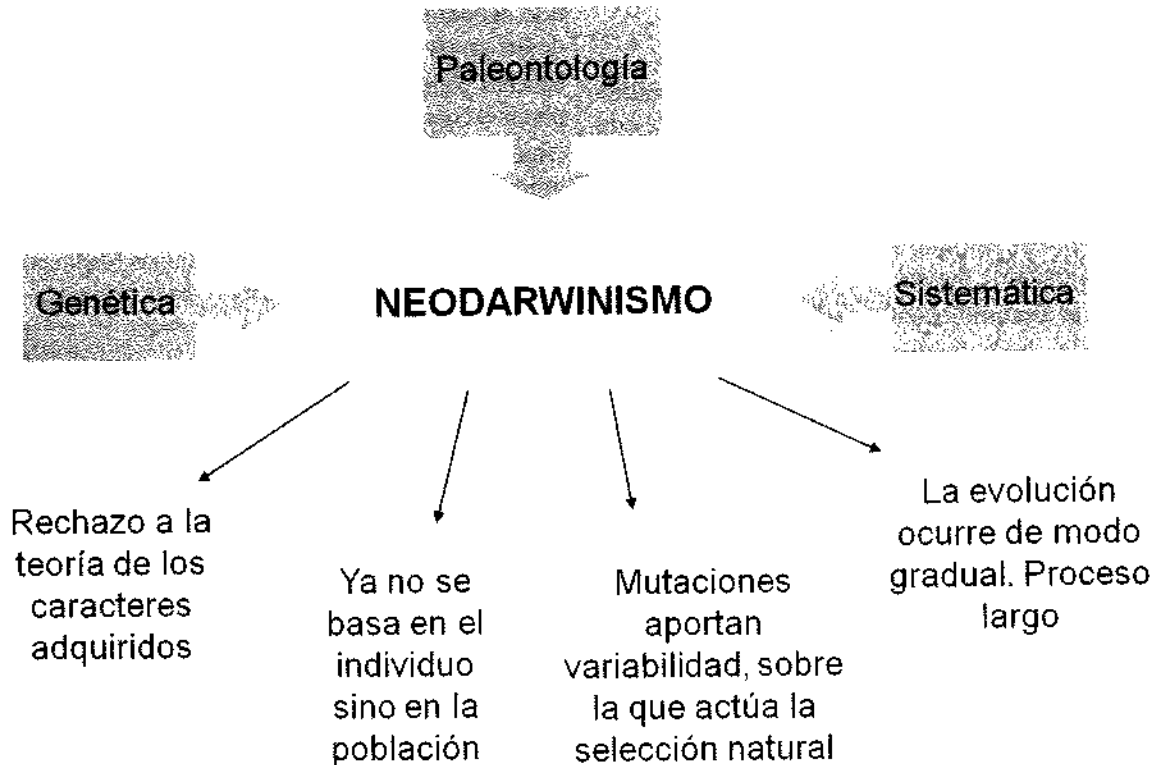 Paleontología
Genética
NEODARWINISMO
Sistemática
Rechazo a la
teoría de los
caracteres
adquiridos
Ya no se
basa en el
individuo
sino en la
población
Mutaciones
aportan
variabilidad, sobre
la que actúa la
selección natural
La evolución
ocurre de modo
gradual. Proceso
largo